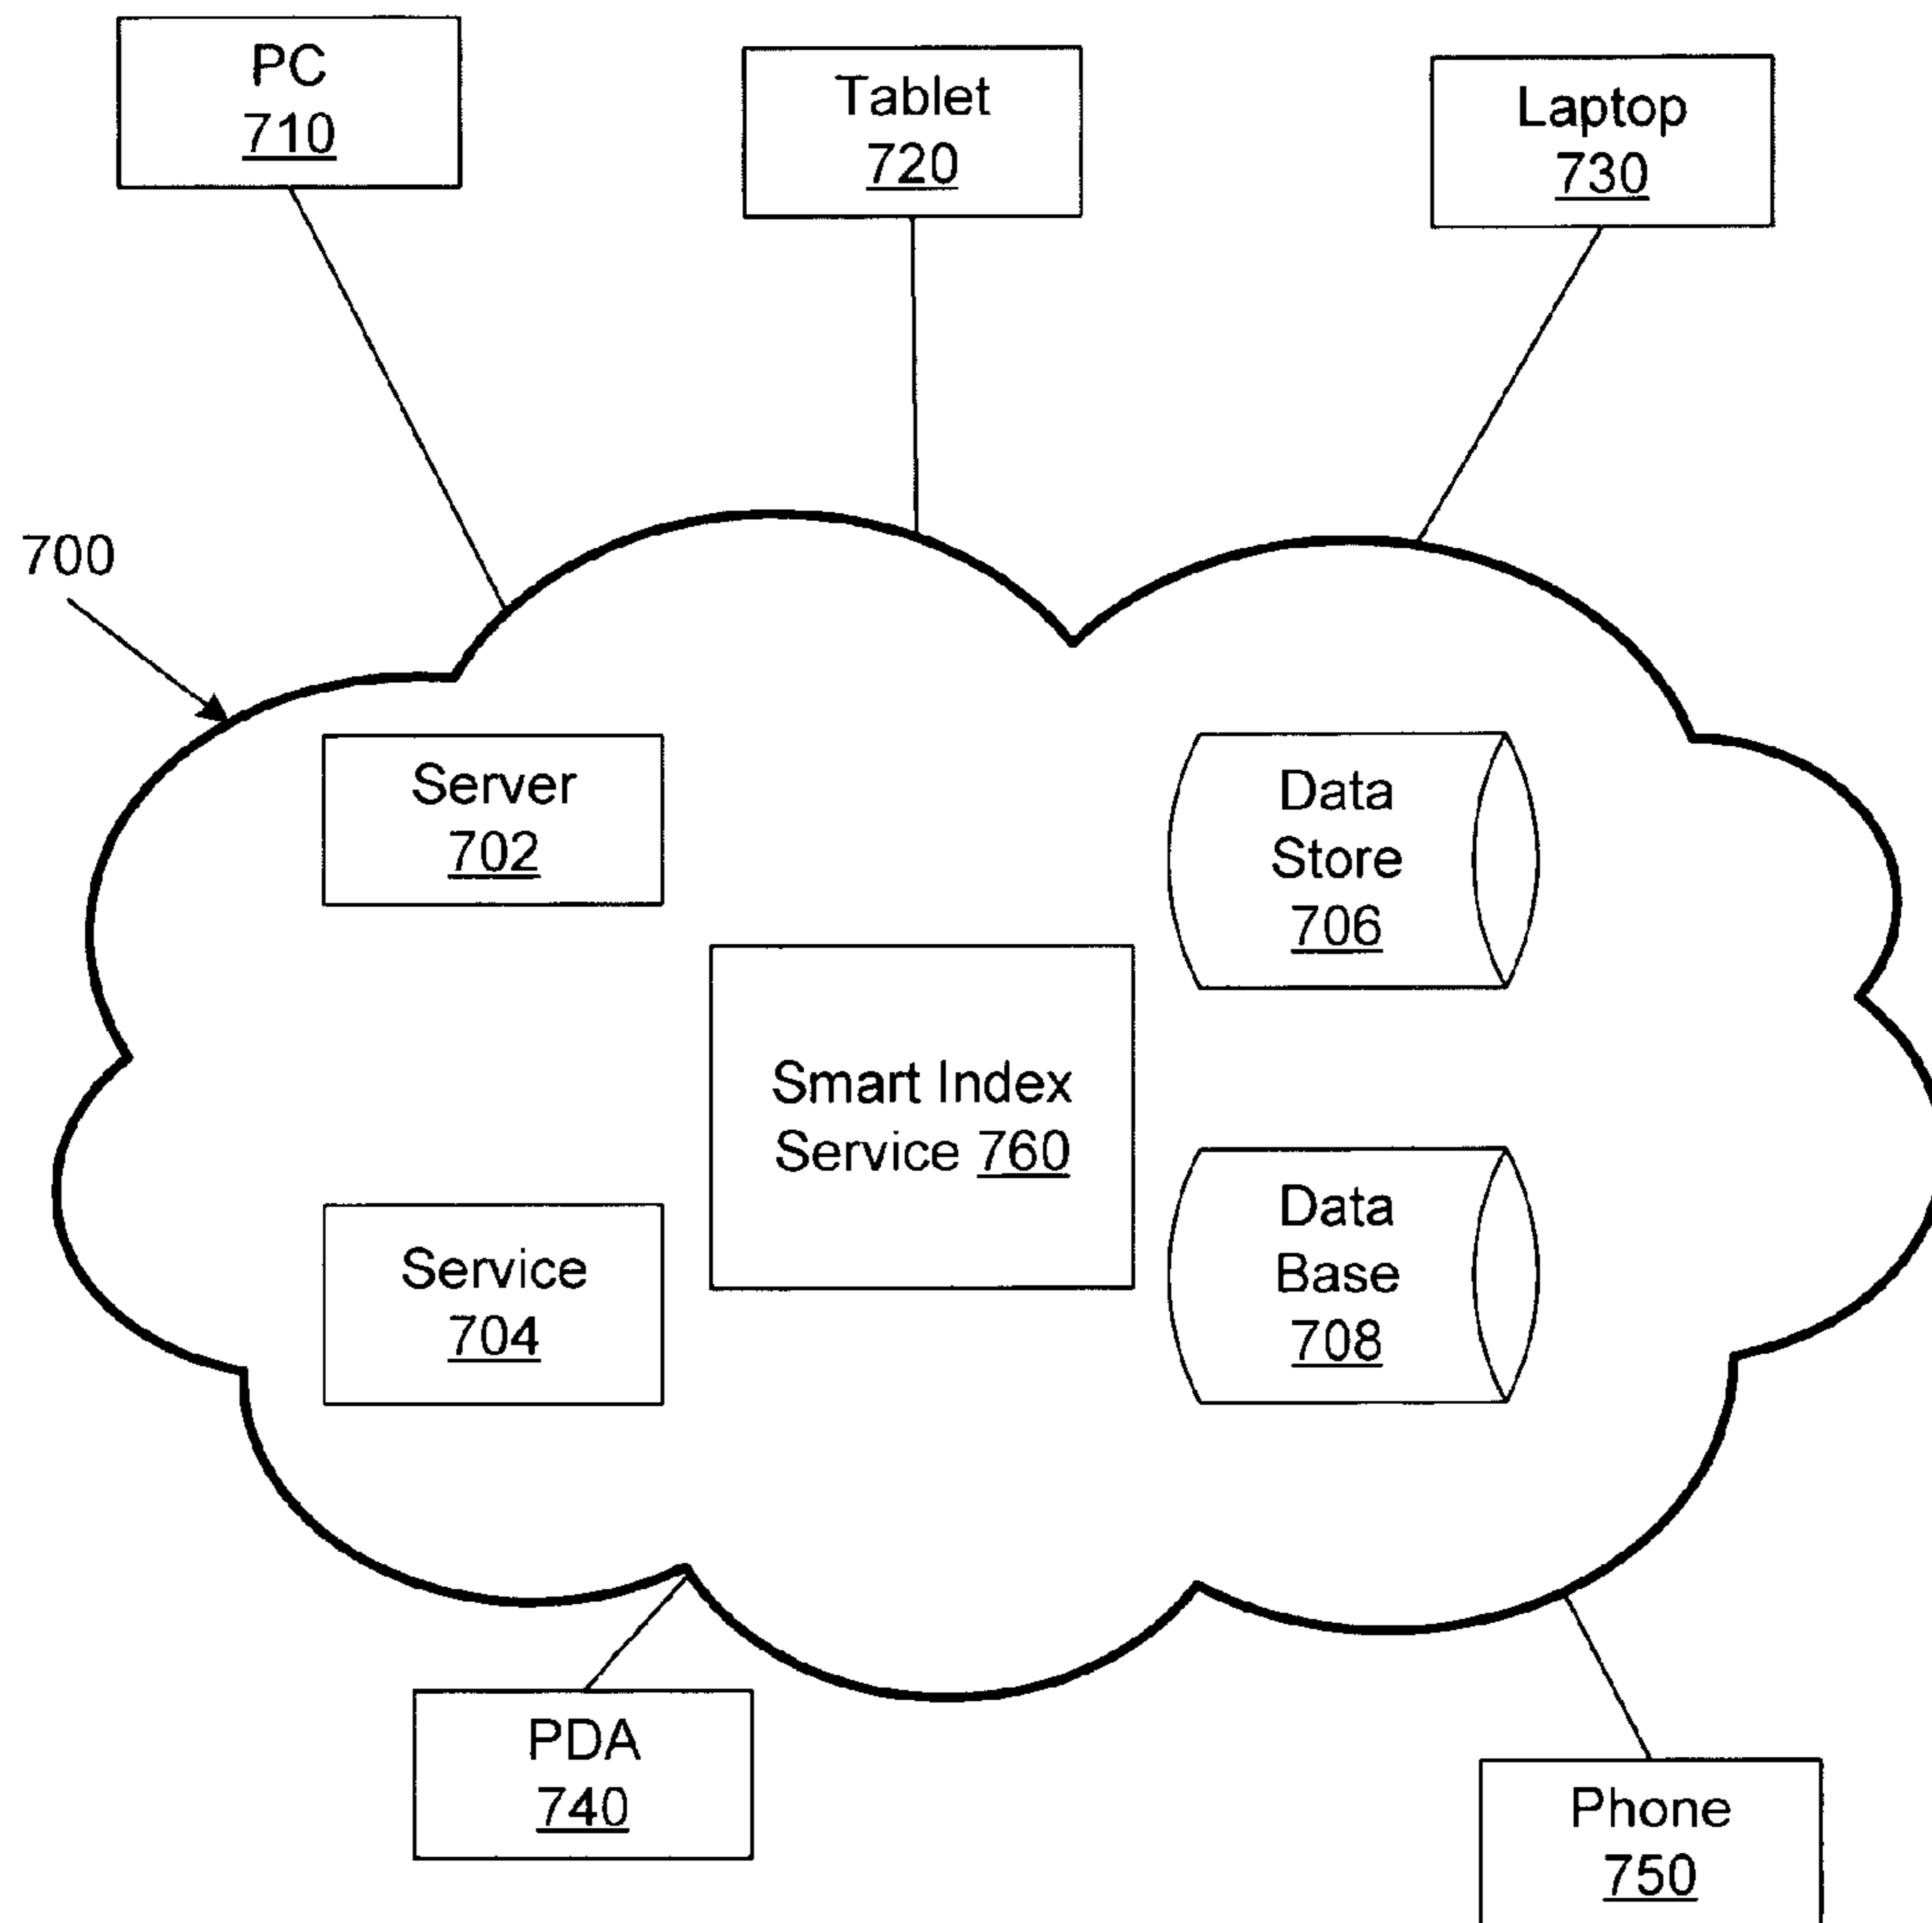 PC
710
Tablet
720
Laptop
730
700
Server
702
Data
Store
706
Smart Index
Service 760
Service
704
Data
Base
708
PDA
740
Phone
750